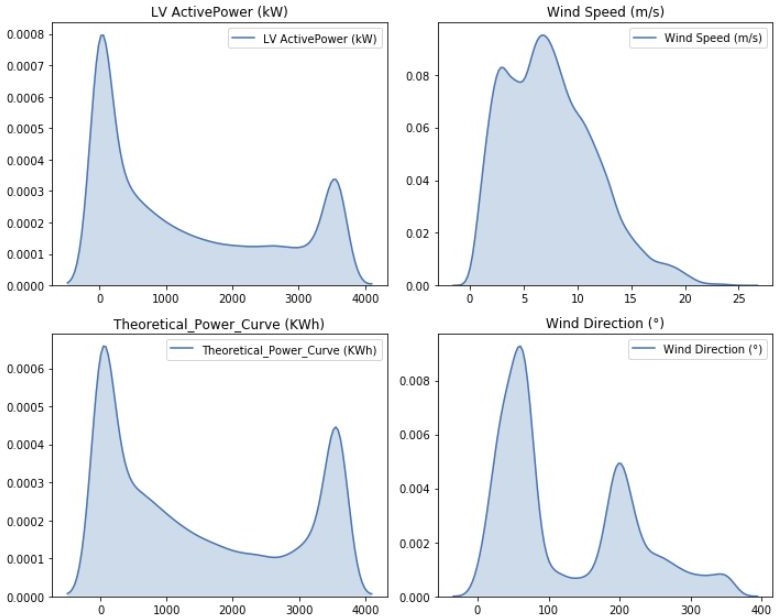 LV ActivePower (kW)
LV ActivePower (kW)
0.0008
0.0007
0.0006
0.0005
0.0004
0.0003
0.0002
0.0001
0.0000
0 1000 2000 3000 4000
Wind Speed (m/s)
Wind Speed (m/s)
0.08
0.06
0.04
0.02
0.00
0 5 10 15 20 25
Theoretical_Power_Curve (KWh)
Theoretical_Power_Curve (KWh)
0.0006
0.0005
0.0004
0.0003
0.0002
0.0001
0.0000
0 1000 2000 3000 4000
Wind Direction (°)
Wind Direction (°)
0.008
0.006
0.004
0.002
0.000
0 100 200 300 400